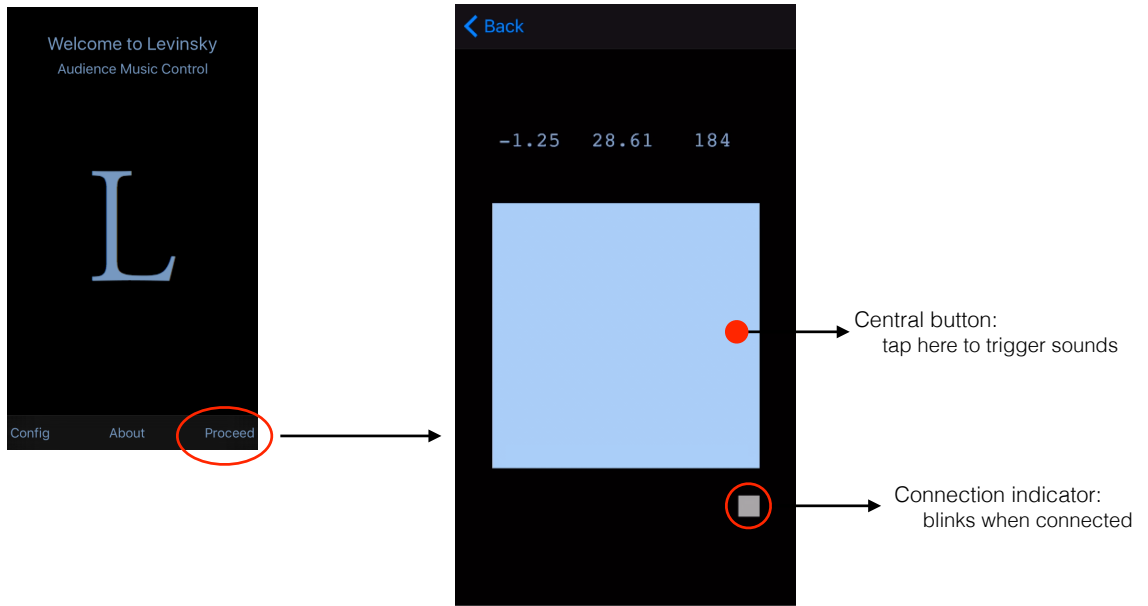 Welcome to Levinsky
Audience Music Control
L
Config About Proceed
Back
-1.25 28.61 184
Central button:
tap here to trigger sounds
Connection indicator:
blinks when connected